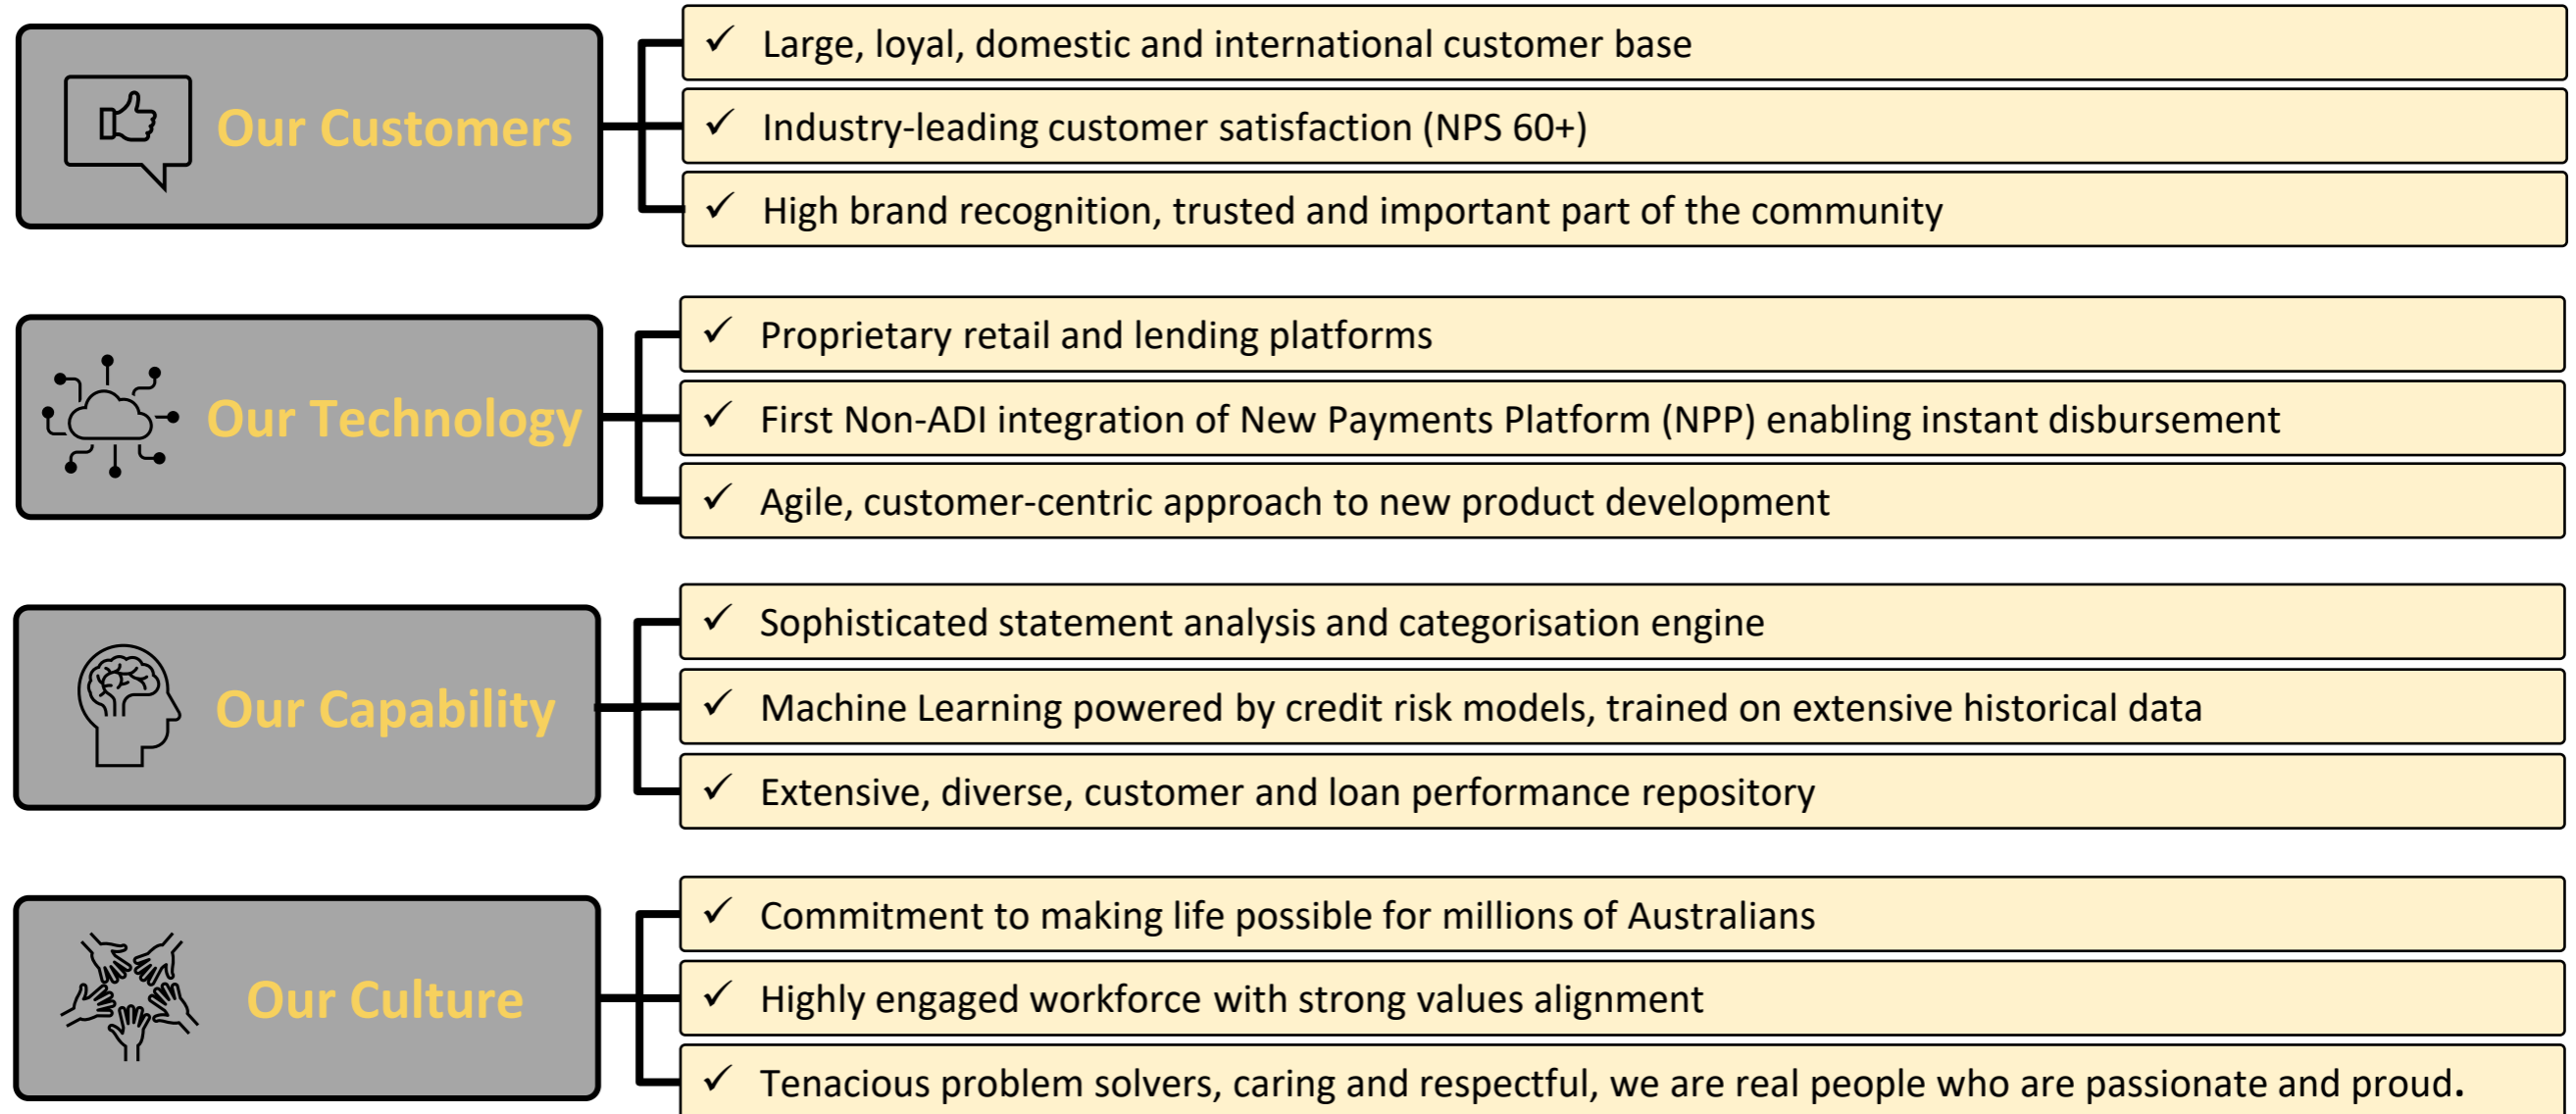 Our Customers
✓ Large, loyal, domestic and international customer base
✓ Industry-leading customer satisfaction (NPS 60+)
✓ High brand recognition, trusted and important part of the community
Our Technology
✓ Proprietary retail and lending platforms
✓ First Non-ADI integration of New Payments Platform (NPP) enabling instant disbursement
✓ Agile, customer-centric approach to new product development
Our Capability
✓ Sophisticated statement analysis and categorisation engine
✓ Machine Learning powered by credit risk models, trained on extensive historical data
✓ Extensive, diverse, customer and loan performance repository
Our Culture
✓ Commitment to making life possible for millions of Australians
✓ Highly engaged workforce with strong values alignment
✓ Tenacious problem solvers, caring and respectful, we are real people who are passionate and proud.